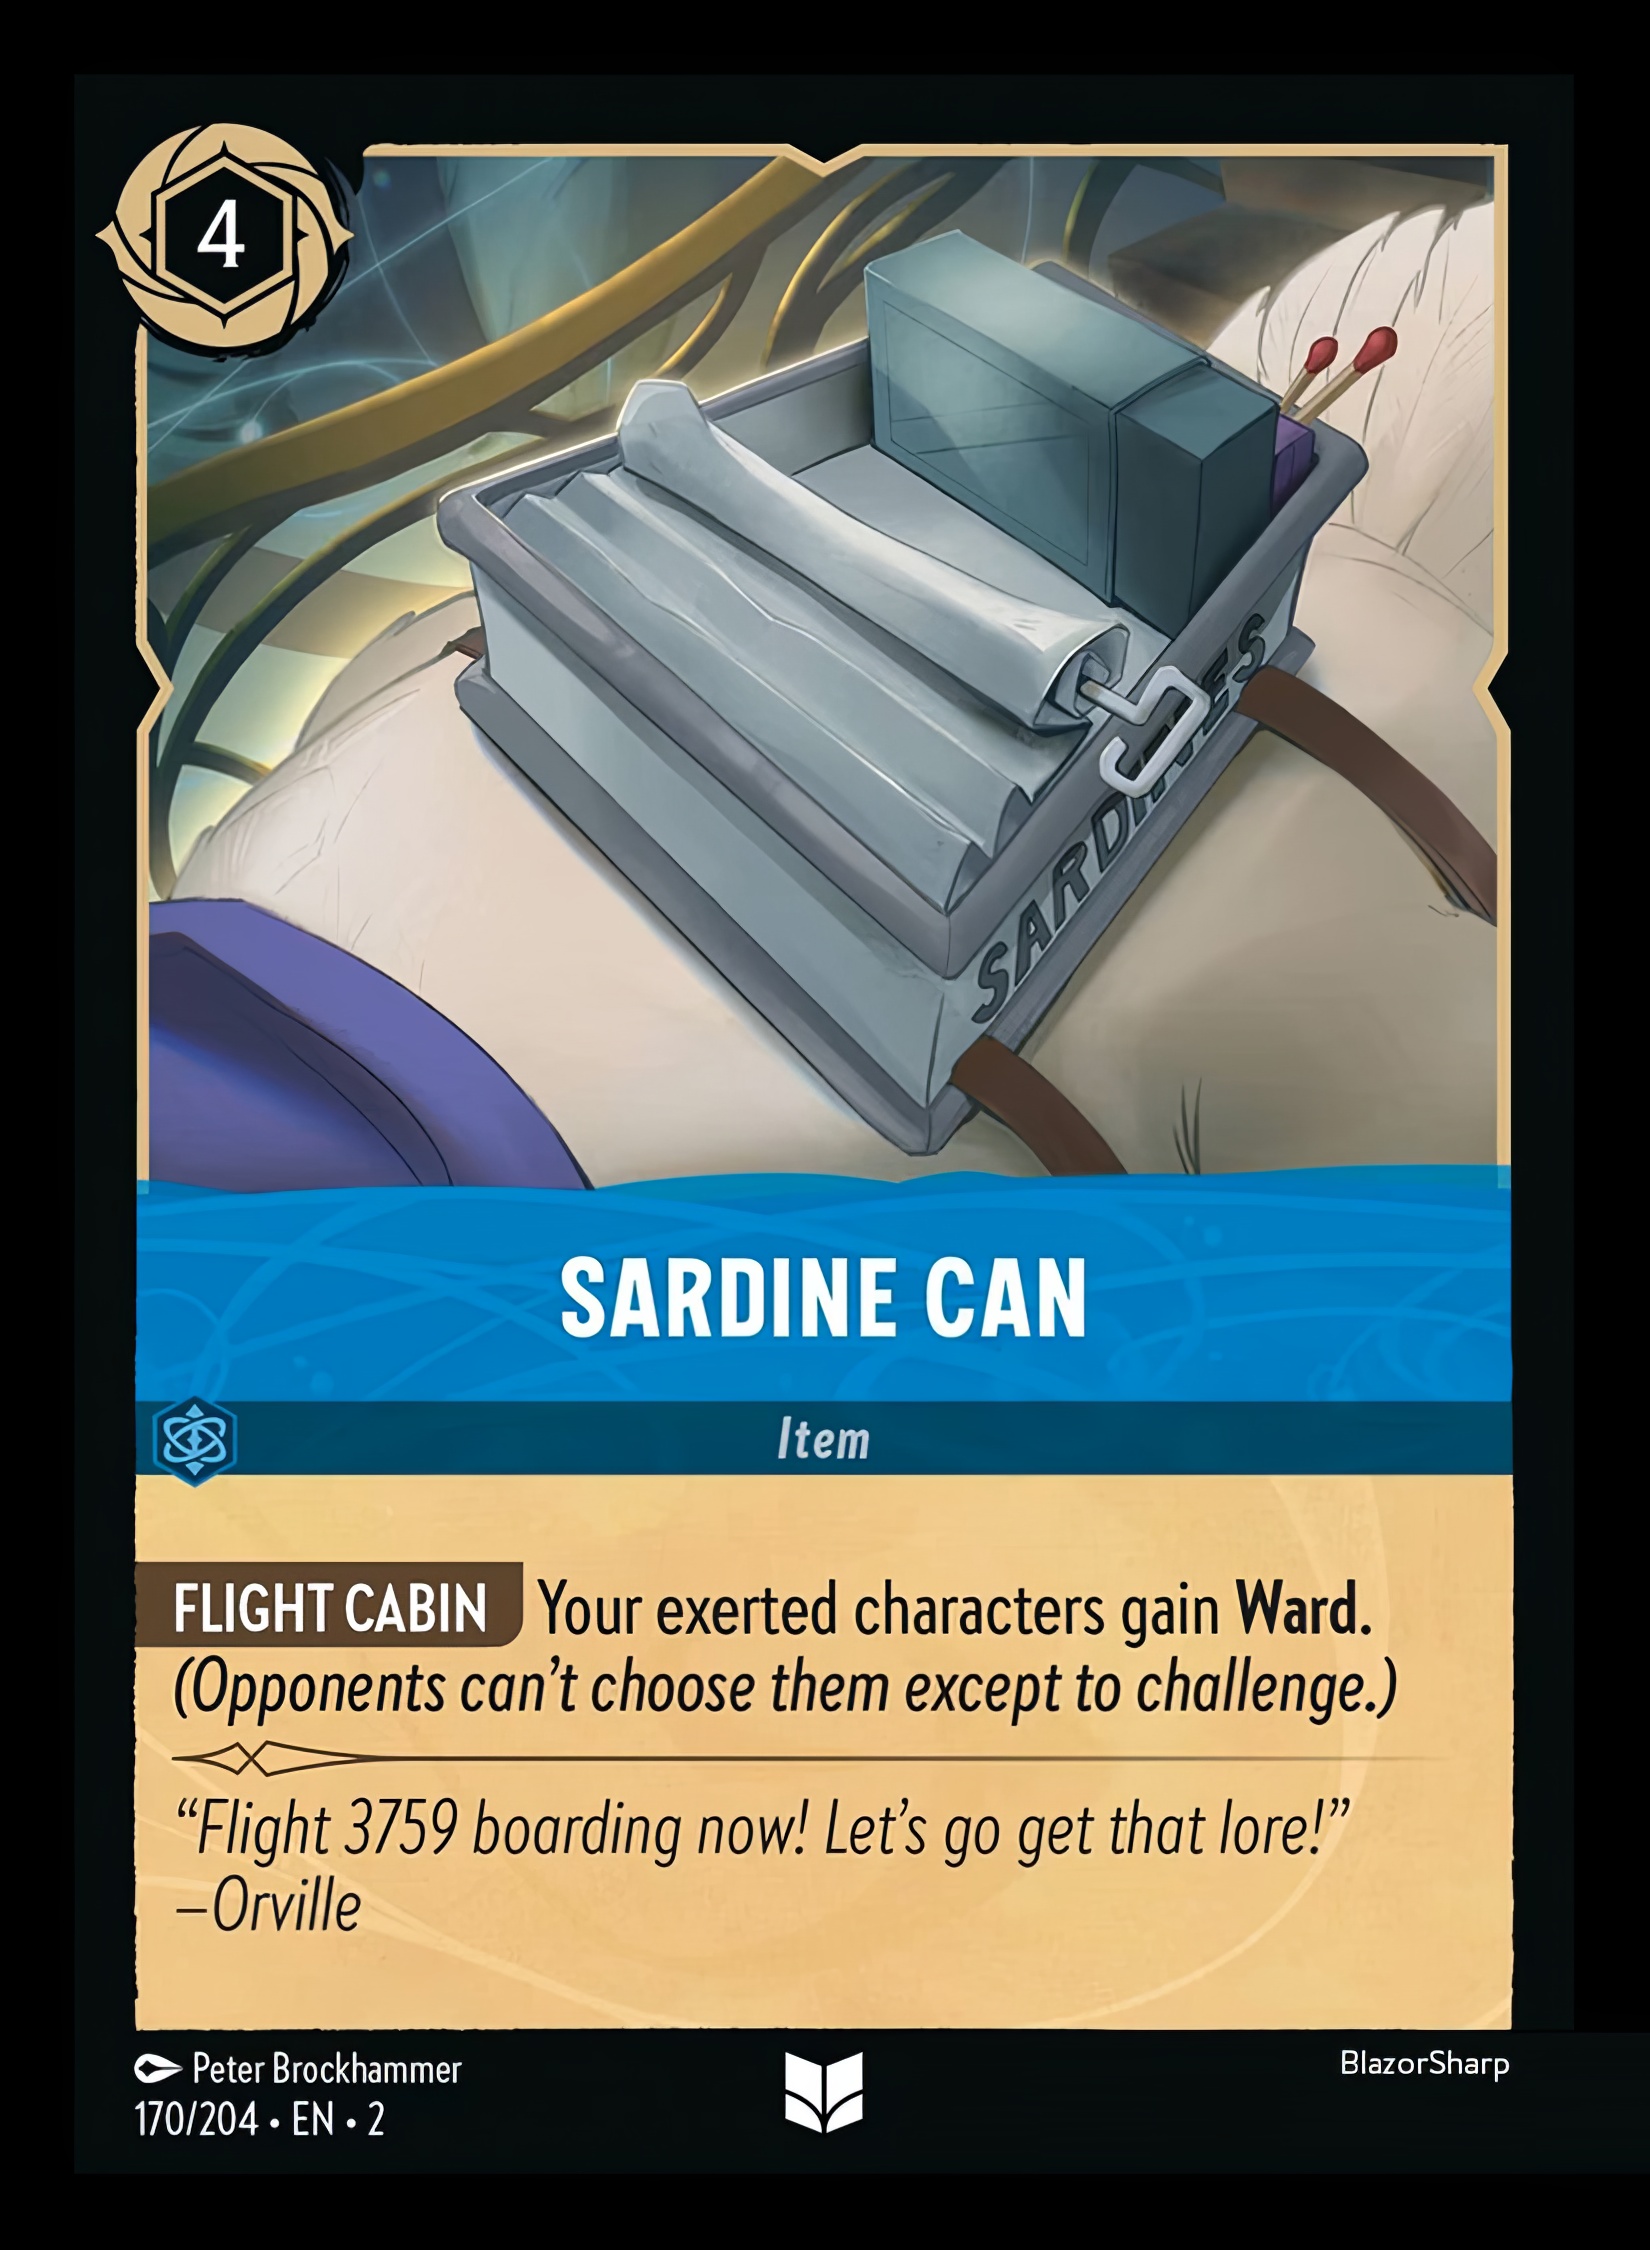 4
SARDINES
SARDINE CAN
Item
FLIGHT CABIN Your exerted characters gain Ward.
(Opponents can’t choose them except to challenge.)
“Flight 3759 boarding now! Let’s go get that lore!”
–Orville
Peter Brockhammer
BlazorSharp
170/204 • EN • 2